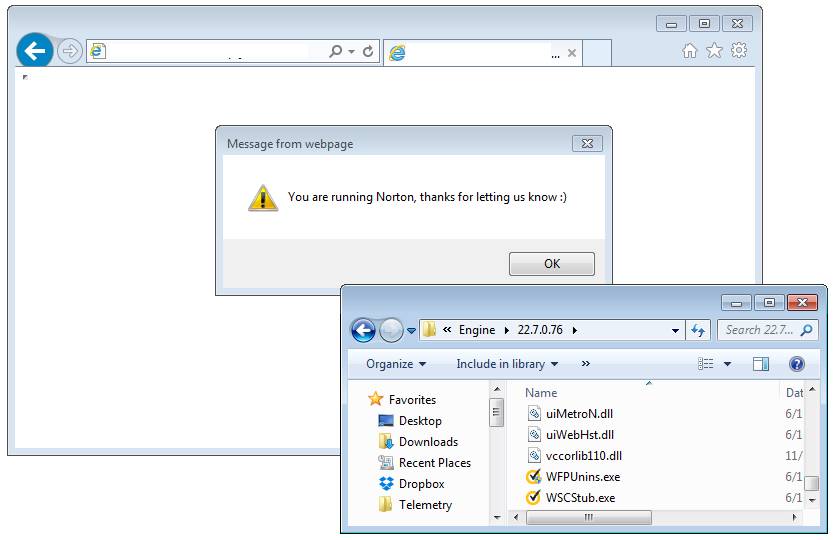 ...
Message from webpage
You are running Norton, thanks for letting us know :)
OK
« Engine 22.7.0.76
Search 22.7...
Organize
Include in library
»
Name
Dat
Favorites
Desktop
Downloads
Recent Places
Dropbox
Telemetry
uiMetroN.dll
6/1
uiWebHst.dll
6/1
vccorlib110.dll
11/
WFPUnins.exe
6/1
WSCStub.exe
6/1